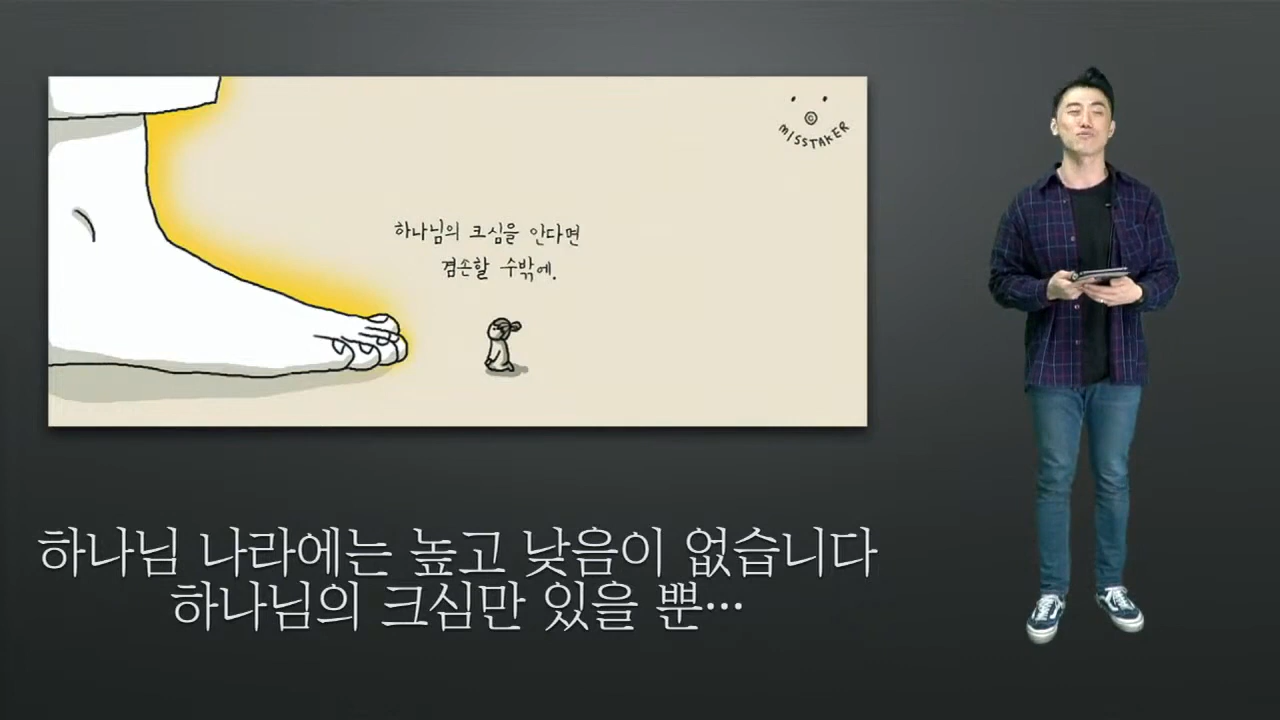 © MISSTAKER
하나님의 크심을 안다면
겸손할 수밖에.
하나님 나라에는 높고 낮음이 없습니다
하나님의 크심만 있을 뿐…